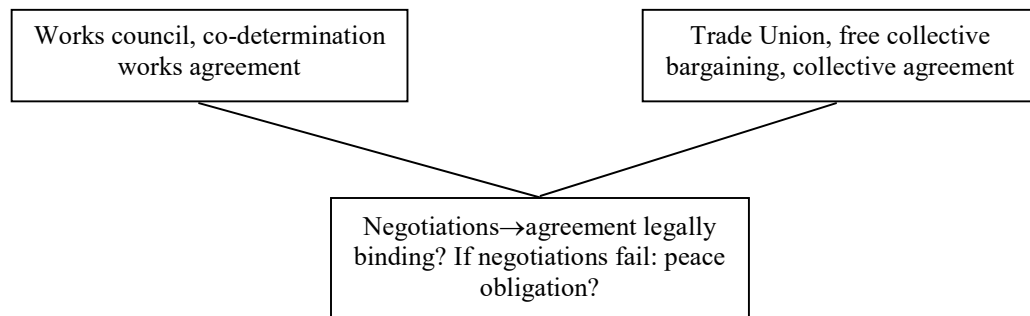 Works council, co-determination
works agreement
Trade Union, free collective
bargaining, collective agreement
Negotiations→agreement legally
binding? If negotiations fail: peace
obligation?